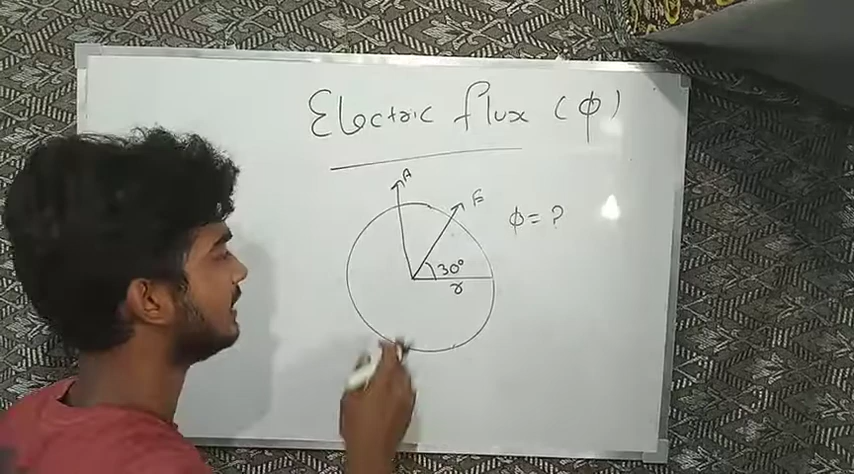 Electric flux (ϕ)
A
E
ϕ = ?
30°
r